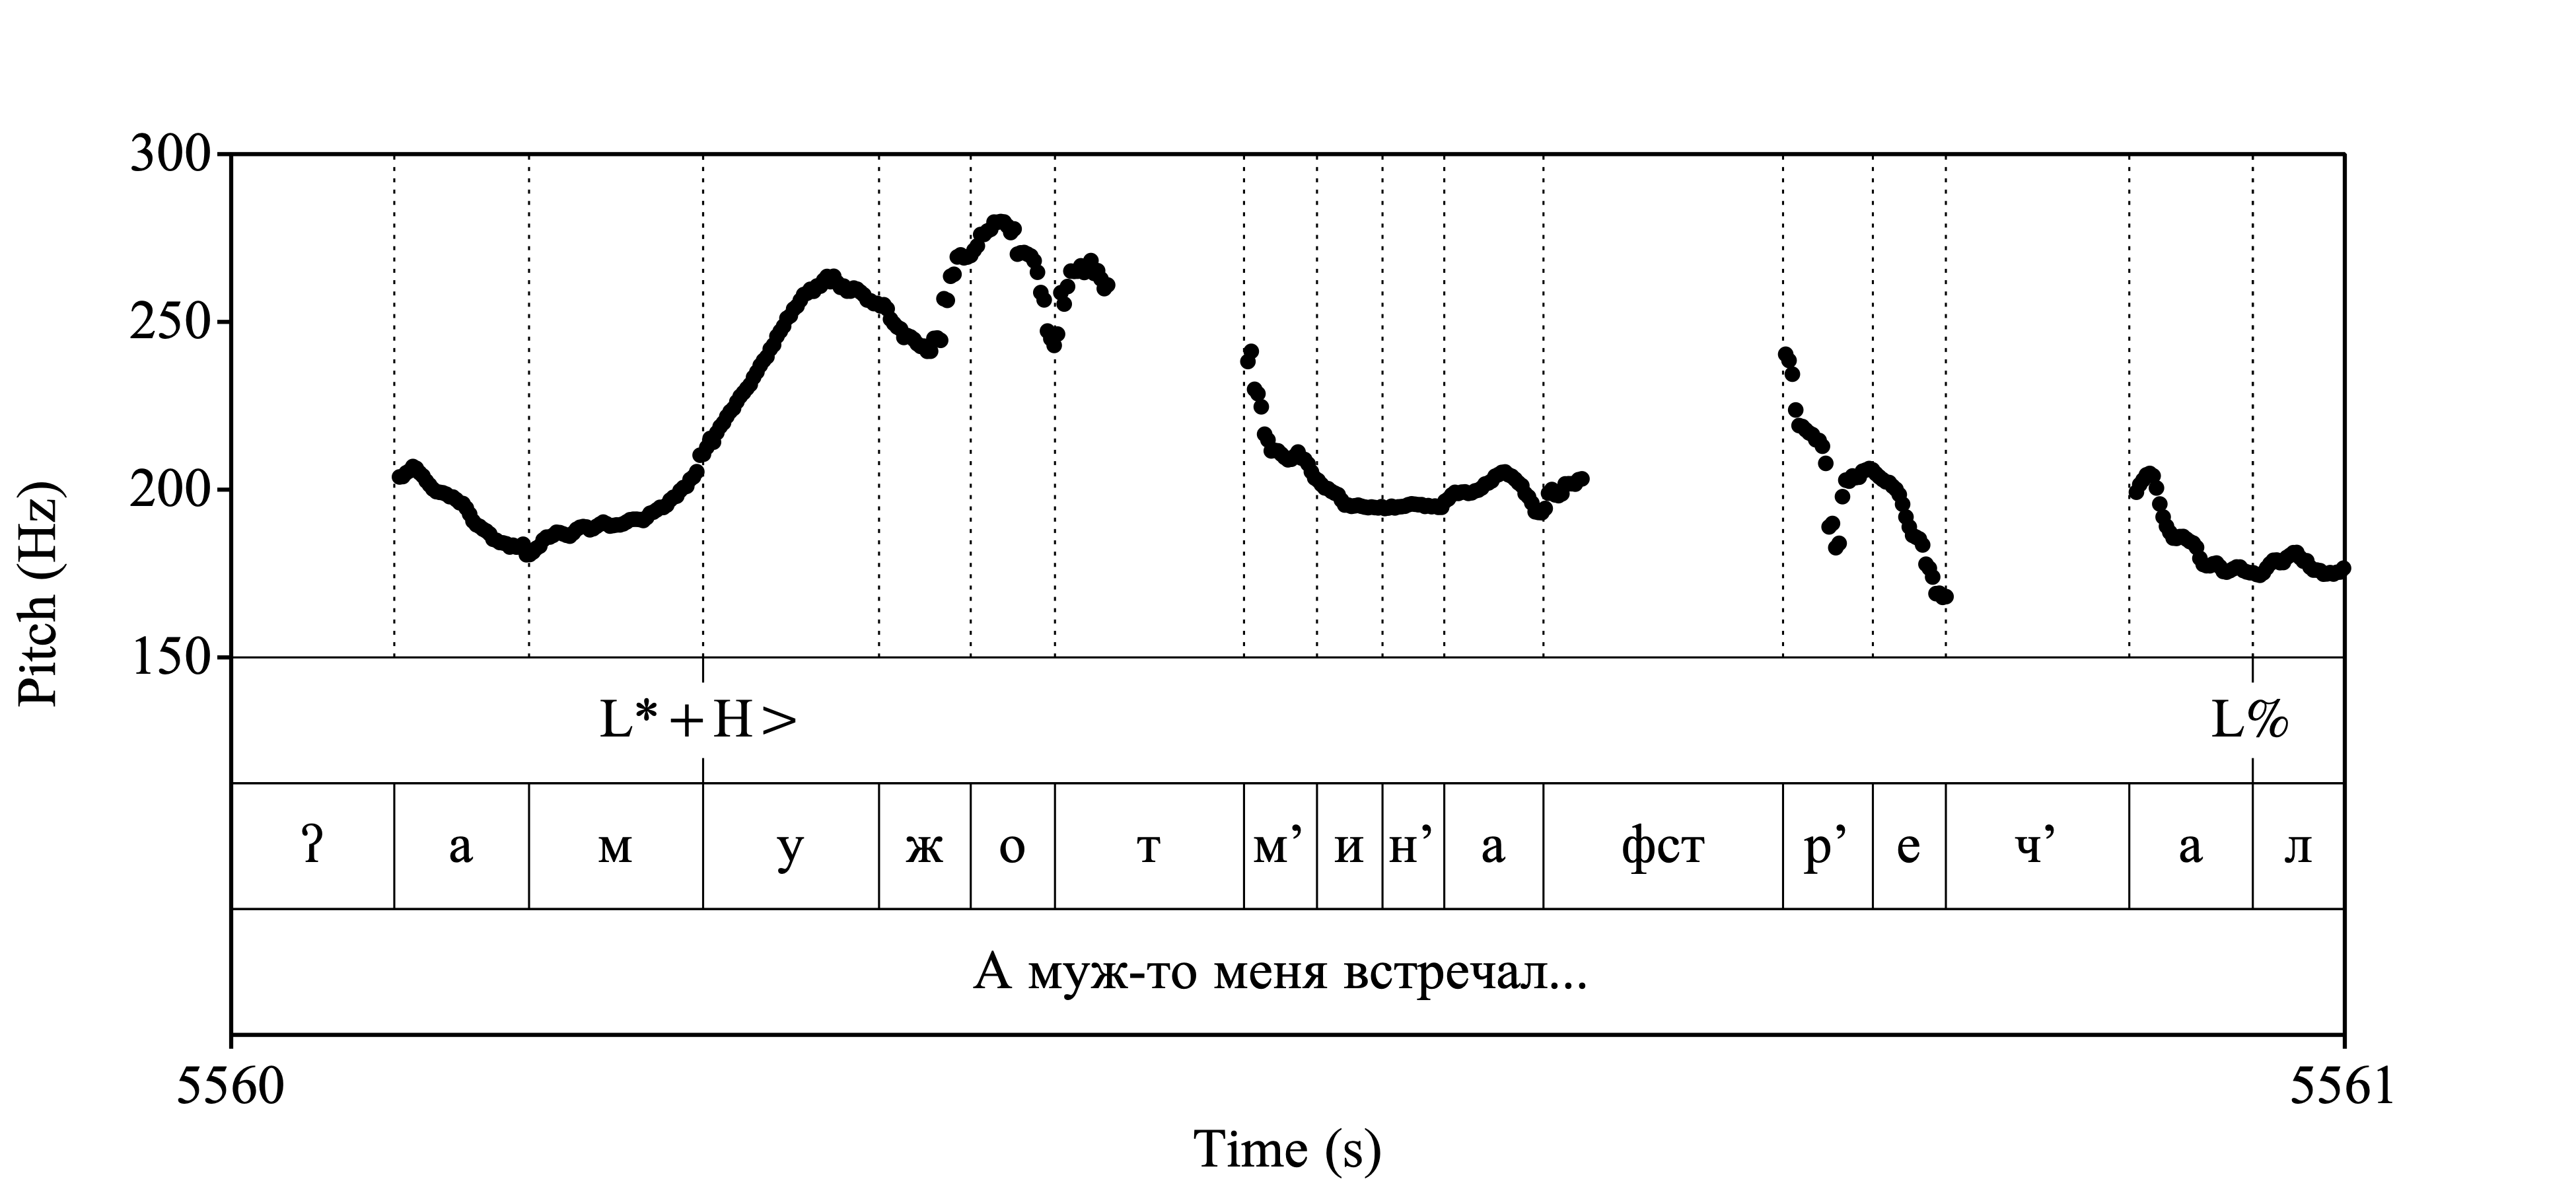 300
250
200
150
Pitch (Hz)
L*+H> L%
ʔ а м у ж о т м’ и н’ а фст р’ е ч’ а л
А муж-то меня встречал...
5560 5561
Time (s)